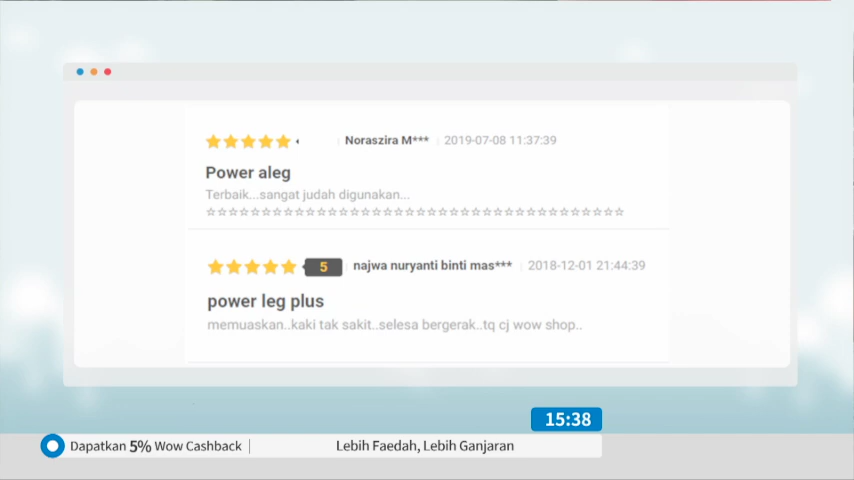 Noraszira M*** 2019-07-08 11:37:39
Power aleg
Terbaik...sangat judah digunakan...
☆☆☆☆☆☆☆☆☆☆☆☆☆☆☆☆☆☆☆☆☆☆☆☆☆☆☆☆☆☆☆☆☆☆☆☆☆☆
5 najwa nuryanti binti mas*** 2018-12-01 21:44:39
power leg plus
memuaskan..kaki tak sakit..selesa bergerak..tq cj wow shop..
15:38
Dapatkan 5% Wow Cashback Lebih Faedah, Lebih Ganjaran